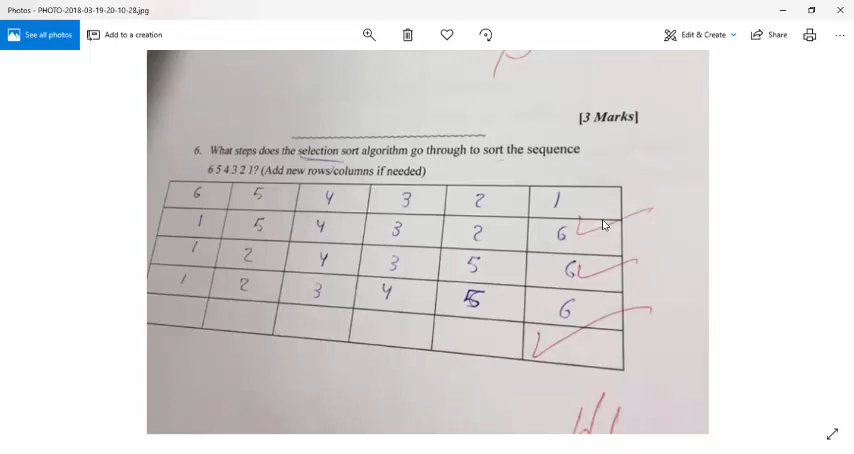 Photos - PHOTO-2018-03-19-20-10-28.jpg
See all photos
Add to a creation
Edit & Create
Share
[3 Marks]
6. What steps does the selection sort algorithm go through to sort the sequence
6 5 4 3 2 1? (Add new rows/columns if needed)
6 5 4 3 2 1
1 5 4 3 2 6
1 2 4 3 5 6
1 2 3 4 5 6